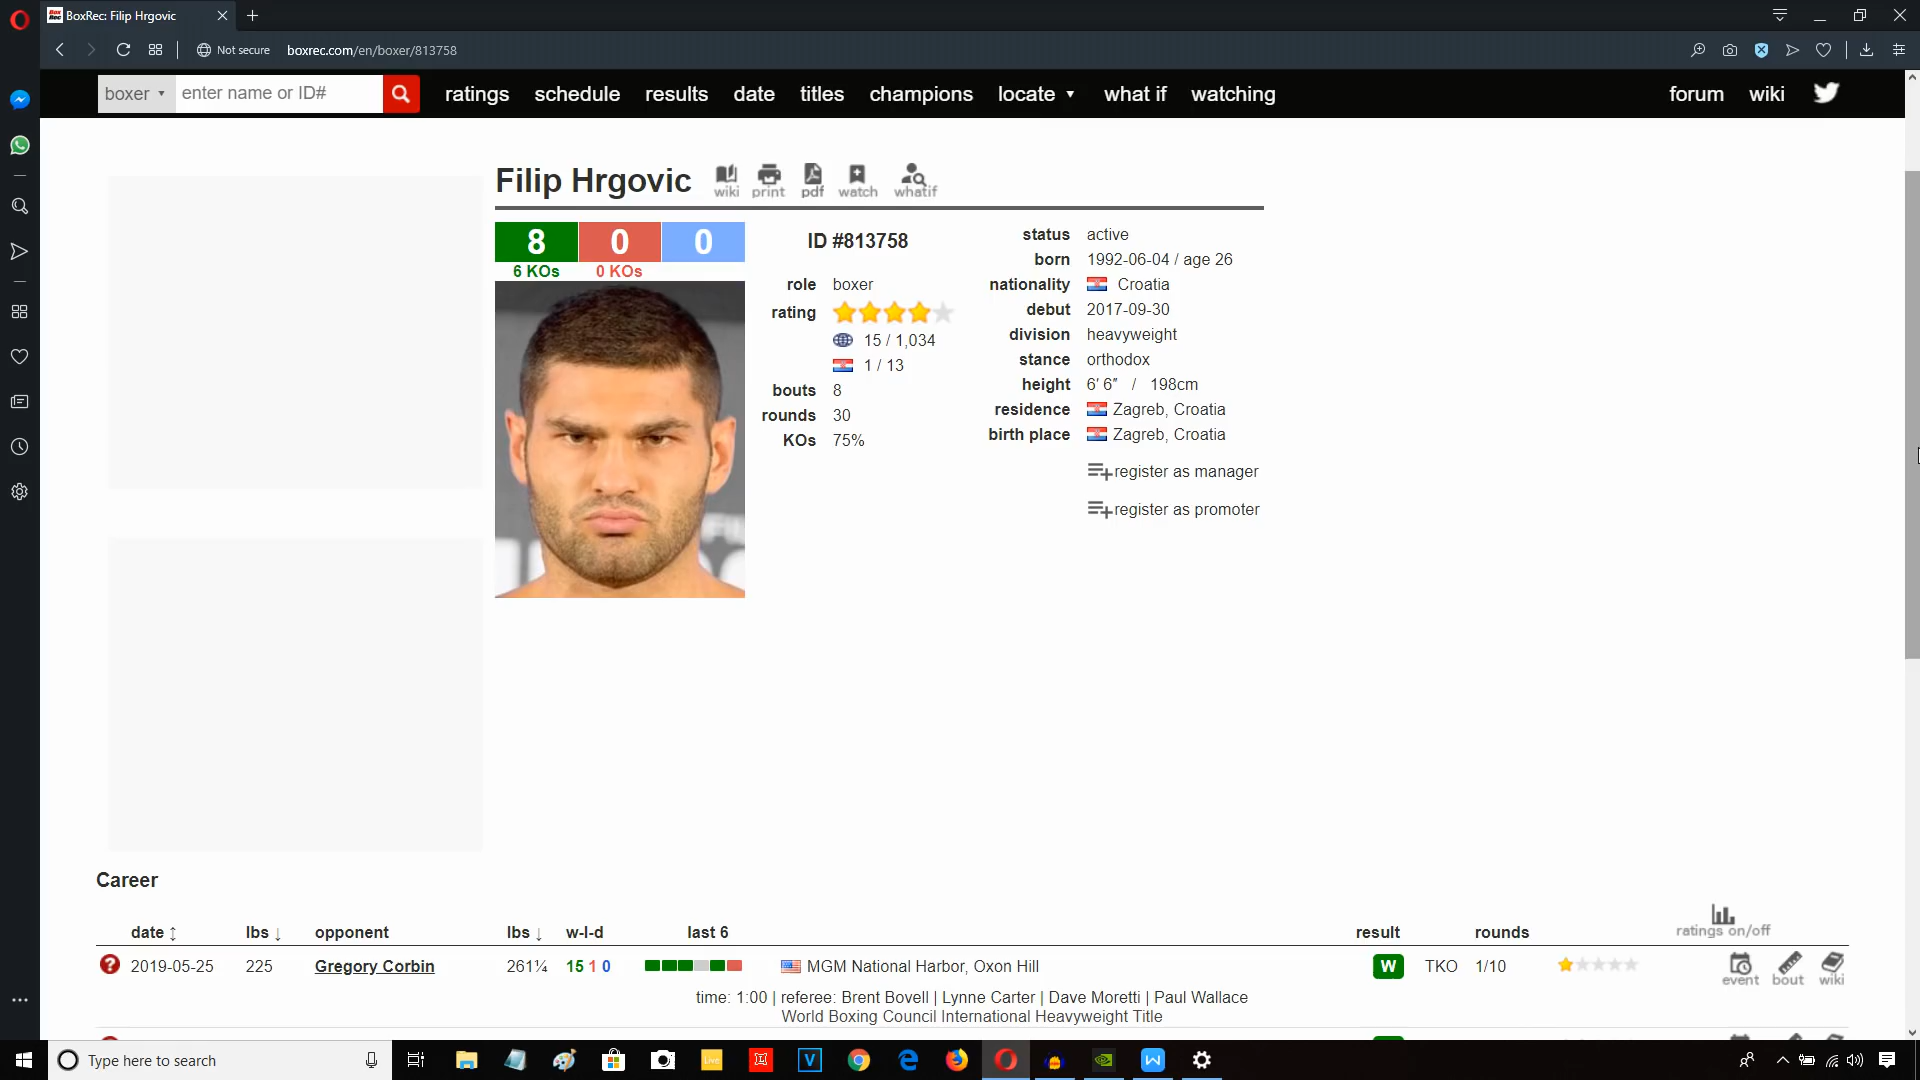 BoxRec: Filip Hrgovic
Not secure boxrec.com/en/boxer/813758
boxer enter name or ID# ratings schedule results date titles champions locate what if watching forum wiki
Filip Hrgovic wiki print pdf watch whatif
8 0 0
6 KOs 0 KOs
ID #813758
role boxer
rating
15 / 1,034
1 / 13
bouts 8
rounds 30
KOs 75%
status active
born 1992-06-04 / age 26
nationality Croatia
debut 2017-09-30
division heavyweight
stance orthodox
height 6′ 6″ / 198cm
residence Zagreb, Croatia
birth place Zagreb, Croatia
register as manager
register as promoter
Career
ratings on/off
date ↕ lbs ↓ opponent lbs ↓ w-l-d last 6 result rounds
2019-05-25 225 Gregory Corbin 261¼ 15 1 0 MGM National Harbor, Oxon Hill W TKO 1/10 event bout wiki
time: 1:00 | referee: Brent Bovell | Lynne Carter | Dave Moretti | Paul Wallace
World Boxing Council International Heavyweight Title
Type here to search